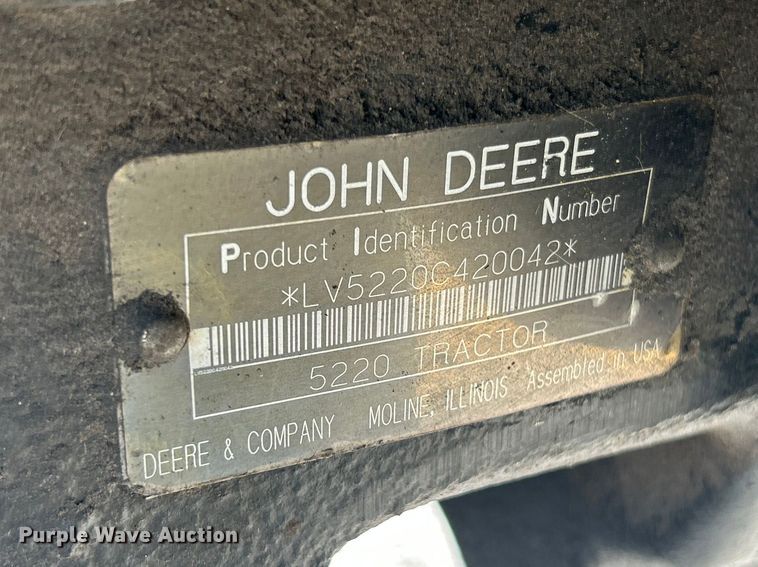 JOHN DEERE
Product Identification Number
*LV5220C420042*
5220 TRACTOR
DEERE & COMPANY MOLINE, ILLINOIS Assembled in USA
Purple Wave Auction